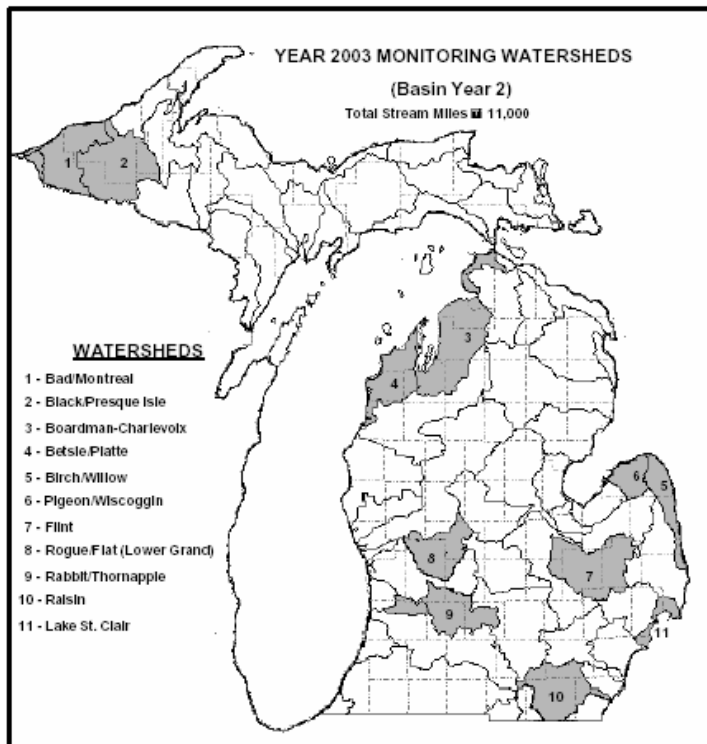 YEAR 2003 MONITORING WATERSHEDS
(Basin Year 2)
Total Stream Miles 11,000
1
2
3
4
WATERSHEDS
1 - Bad/Montreal
2 - Black/Presque Isle
3 - Boardman-Charlevoix
4 - Betsie/Platte
5 - Birch/Willow
6 - Pigeon/Wiscoggin
7 - Flint
8 - Rogue/Flat (Lower Grand)
9 - Rabbit/Thornapple
10 - Raisin
11 - Lake St. Clair
6
5
8
7
9
11
10